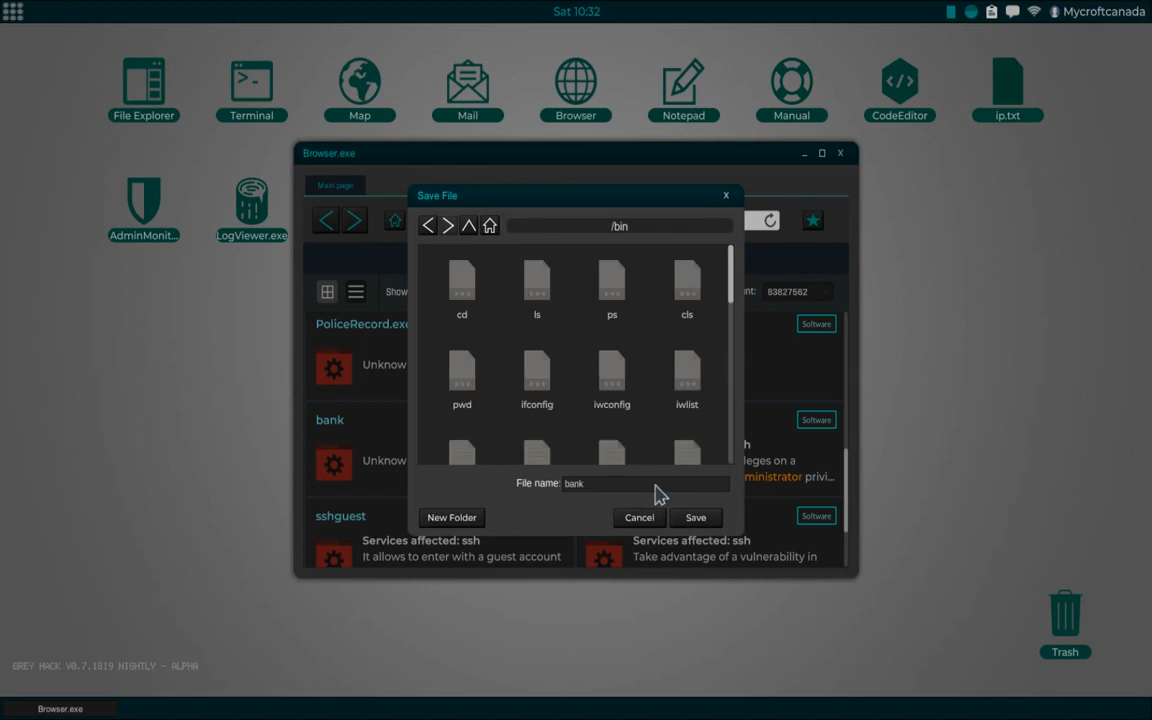 Sat 10:32
Mycroftcanada
File Explorer
Terminal
Map
Mail
Browser
Notepad
Manual
CodeEditor
ip.txt
AdminMonit...
LogViewer.exe
Browser.exe
Main page
Save File
X
/bin
Show
nt:
83827562
cd
ls
ps
cls
pwd
ifconfig
iwconfig
iwlist
File name:
bank
New Folder
Cancel
Save
PoliceRecord.exe
Software
Unknow
bank
Software
Unknow
h
leges on a
ministrator privi...
sshguest
Software
Services affected: ssh
It allows to enter with a guest account
Services affected: ssh
Take advantage of a vulnerability in
Trash
GREY HACK V0.7.1819 NIGHTLY - ALPHA
Browser.exe